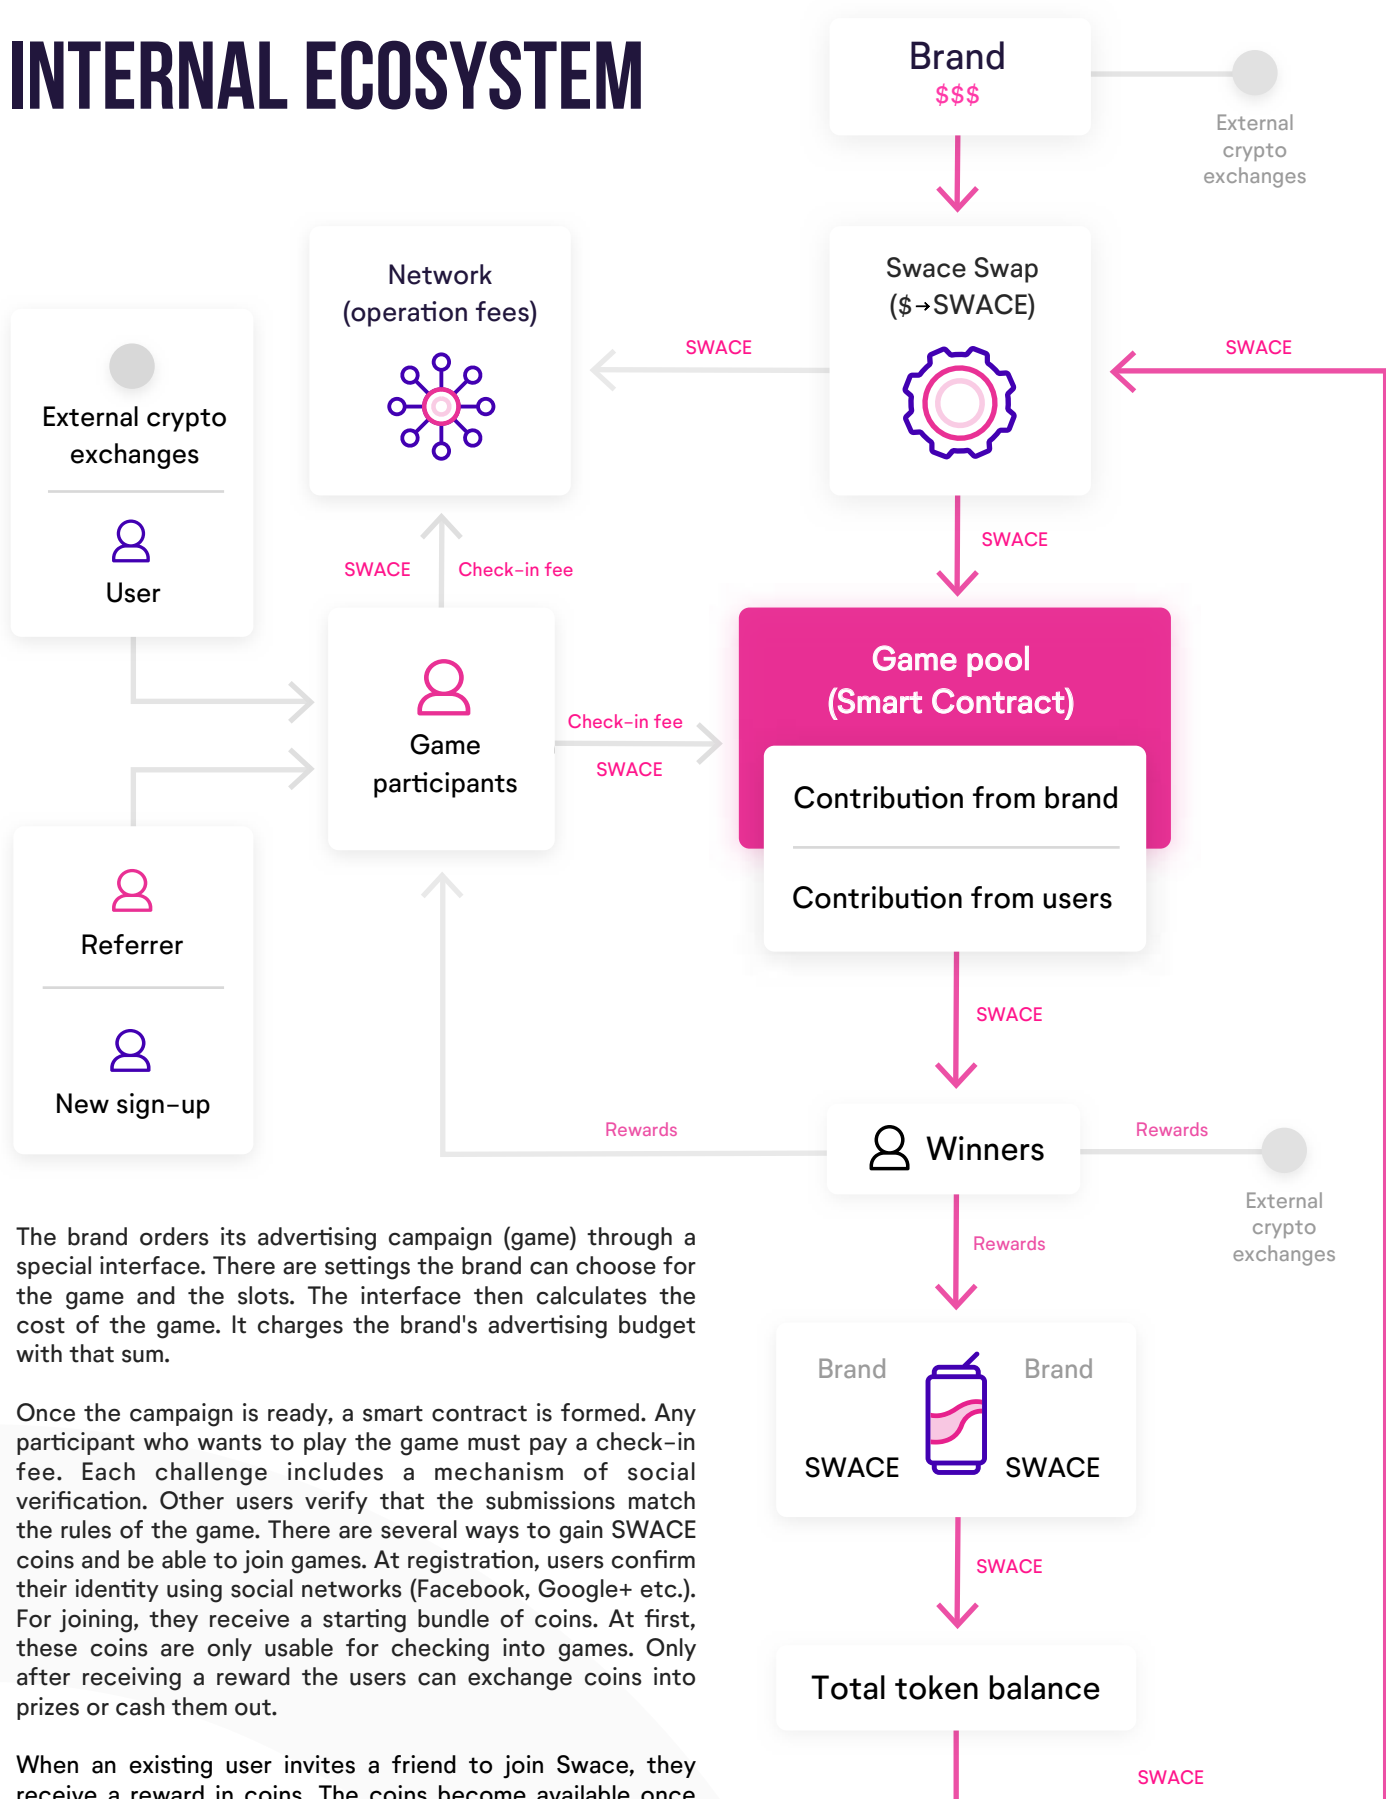 INTERNAL ECOSYSTEM
Brand
$$$
External
crypto
exchanges
Network
(operation fees)
Swace Swap
($→SWACE)
SWACE
SWACE
External crypto
exchanges
User
SWACE
SWACE
Check-in fee
Game pool
(Smart Contract)
Game
participants
Check-in fee
SWACE
Contribution from brand
Contribution from users
Referrer
New sign-up
SWACE
Rewards
Winners
Rewards
External
crypto
exchanges
Rewards
The brand orders its advertising campaign (game) through a
special interface. There are settings the brand can choose for
the game and the slots. The interface then calculates the
cost of the game. It charges the brand's advertising budget
with that sum.
Once the campaign is ready, a smart contract is formed. Any
participant who wants to play the game must pay a check-in
fee. Each challenge includes a mechanism of social
verification. Other users verify that the submissions match
the rules of the game. There are several ways to gain SWACE
coins and be able to join games. At registration, users confirm
their identity using social networks (Facebook, Google+ etc.).
For joining, they receive a starting bundle of coins. At first,
these coins are only usable for checking into games. Only
after receiving a reward the users can exchange coins into
prizes or cash them out.
When an existing user invites a friend to join Swace, they
receive a reward in coins. The coins become available once
Brand
Brand
SWACE
SWACE
SWACE
Total token balance
SWACE